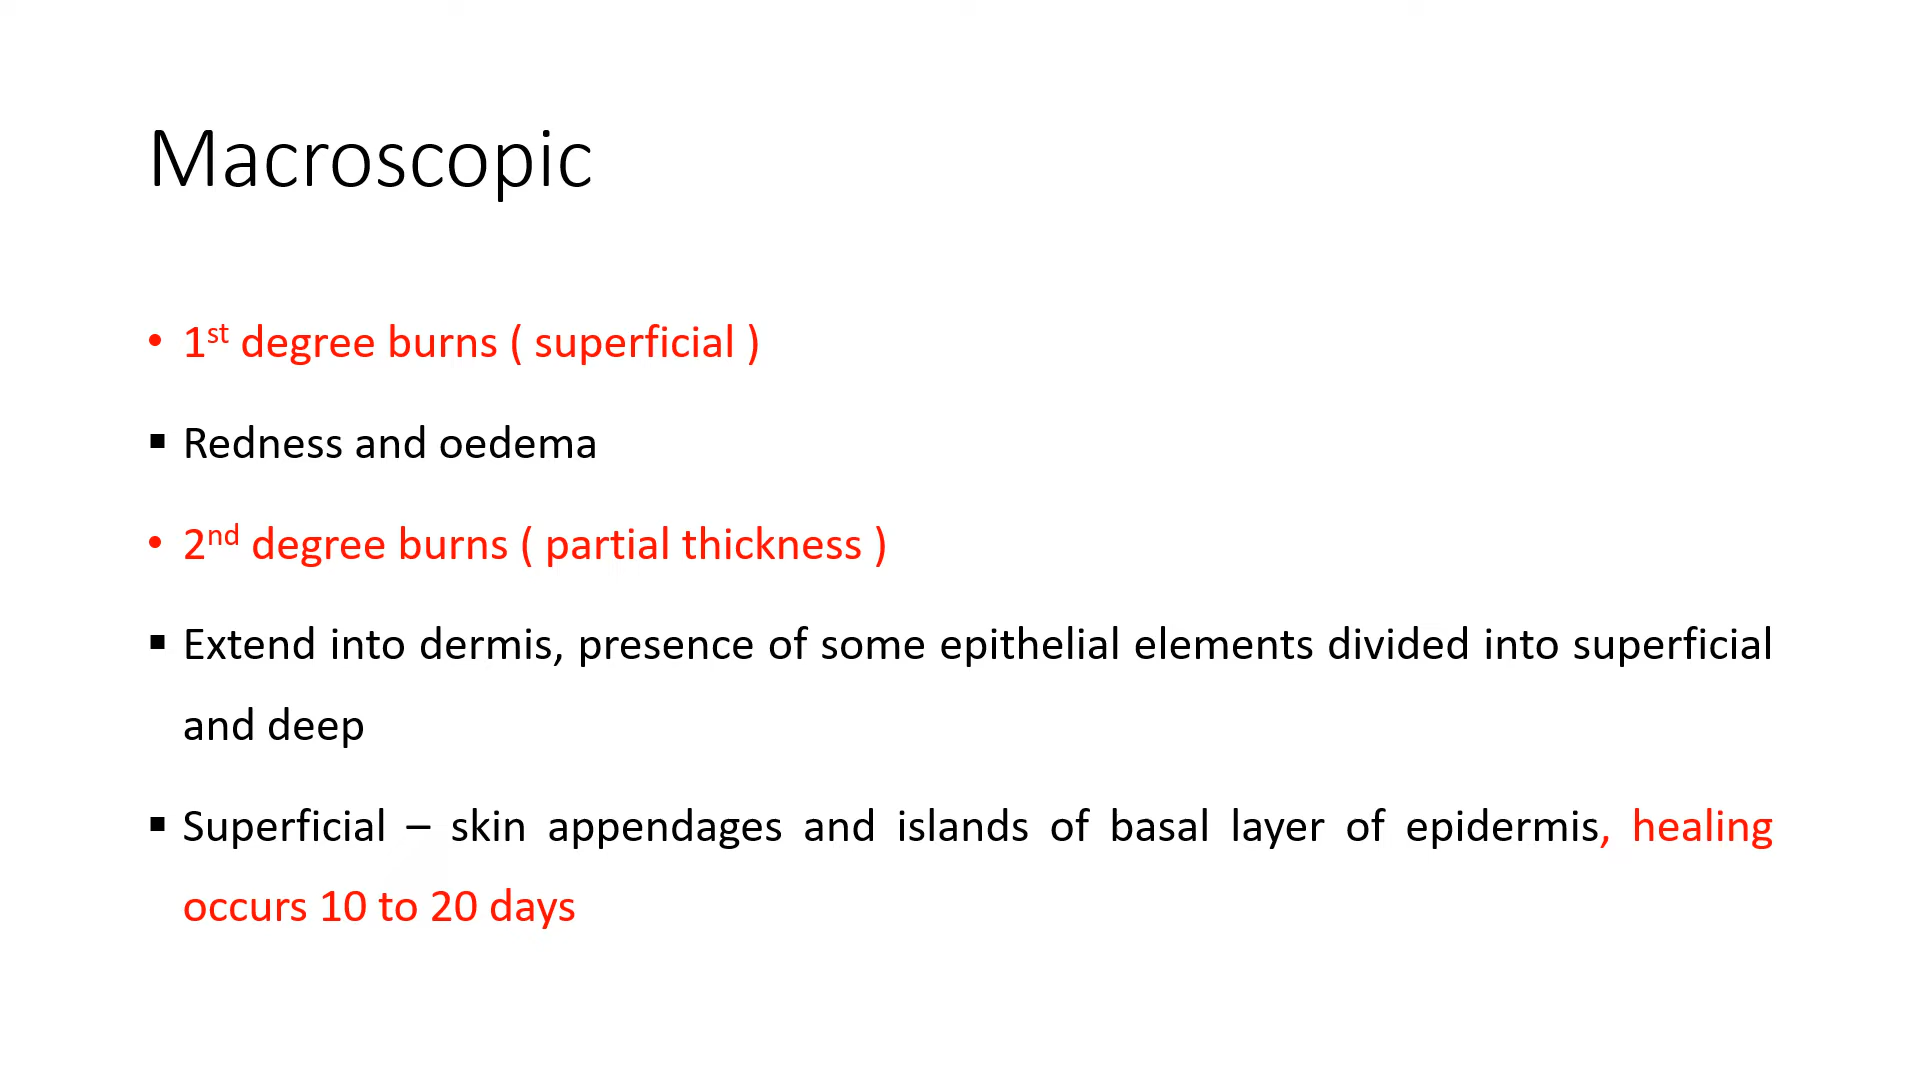 Macroscopic
• 1st degree burns ( superficial )
▪ Redness and oedema
• 2nd degree burns ( partial thickness )
▪ Extend into dermis, presence of some epithelial elements divided into superficial
and deep
▪ Superficial – skin appendages and islands of basal layer of epidermis, healing
occurs 10 to 20 days